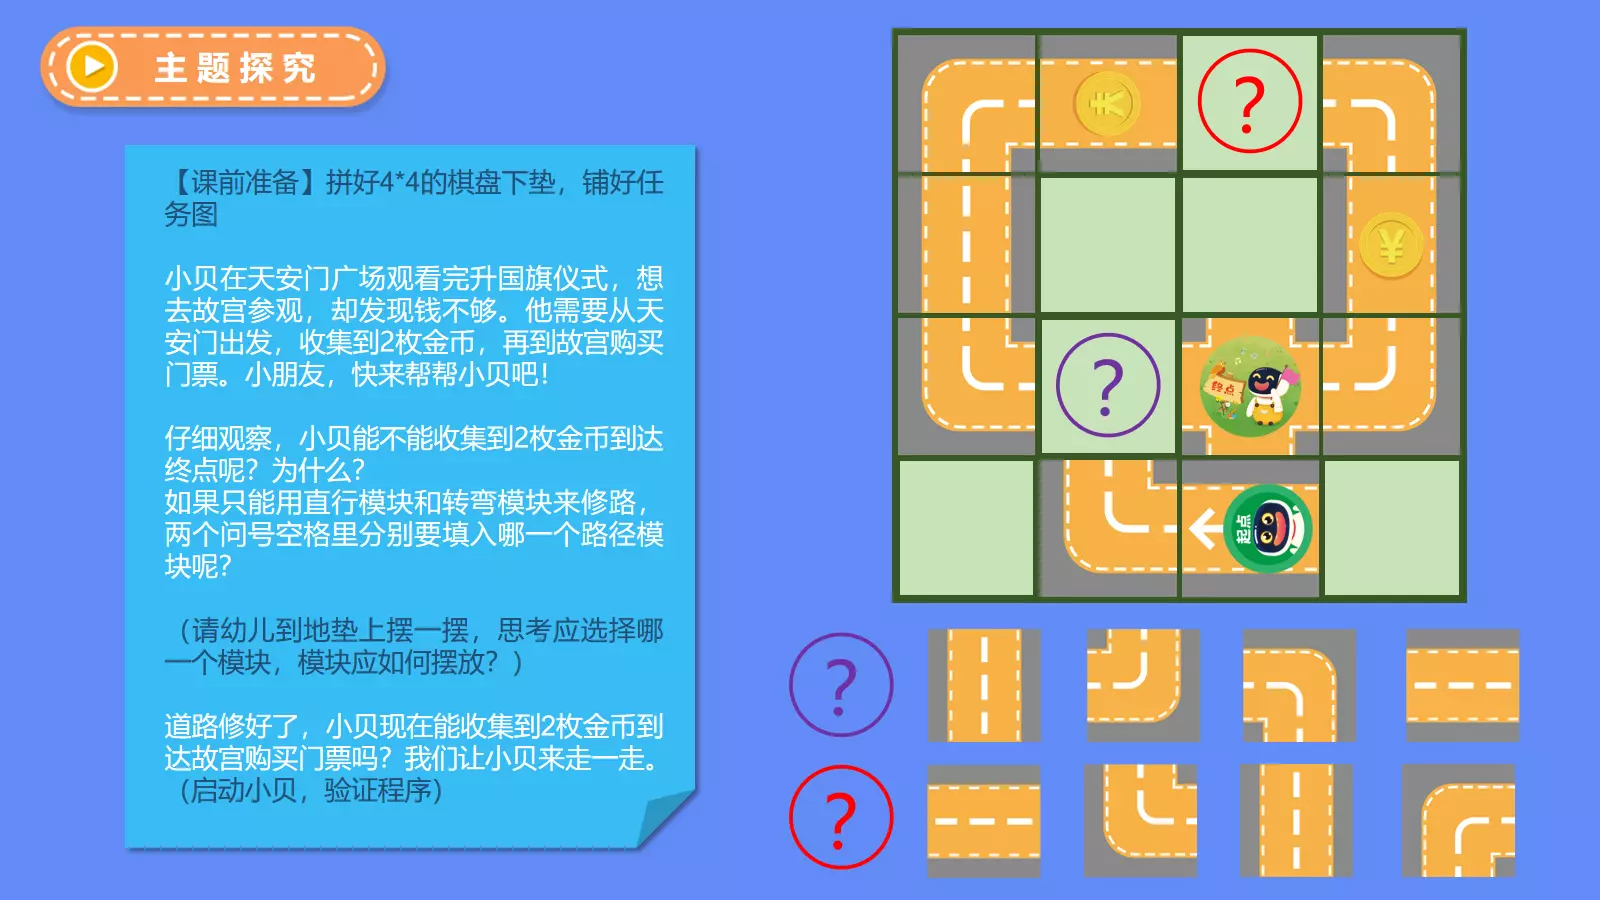 主题探究
【课前准备】拼好4*4的棋盘下垫，铺好任
务图
小贝在天安门广场观看完升国旗仪式，想
去故宫参观，却发现钱不够。他需要从天
安门出发，收集到2枚金币，再到故宫购买
门票。小朋友，快来帮帮小贝吧！
仔细观察，小贝能不能收集到2枚金币到达
终点呢？为什么？
如果只能用直行模块和转弯模块来修路，
两个问号空格里分别要填入哪一个路径模
块呢？
（请幼儿到地垫上摆一摆，思考应选择哪
一个模块，模块应如何摆放？）
道路修好了，小贝现在能收集到2枚金币到
达故宫购买门票吗？我们让小贝来走一走。
（启动小贝，验证程序）
¥
?
¥
?
终点
起点
?
?